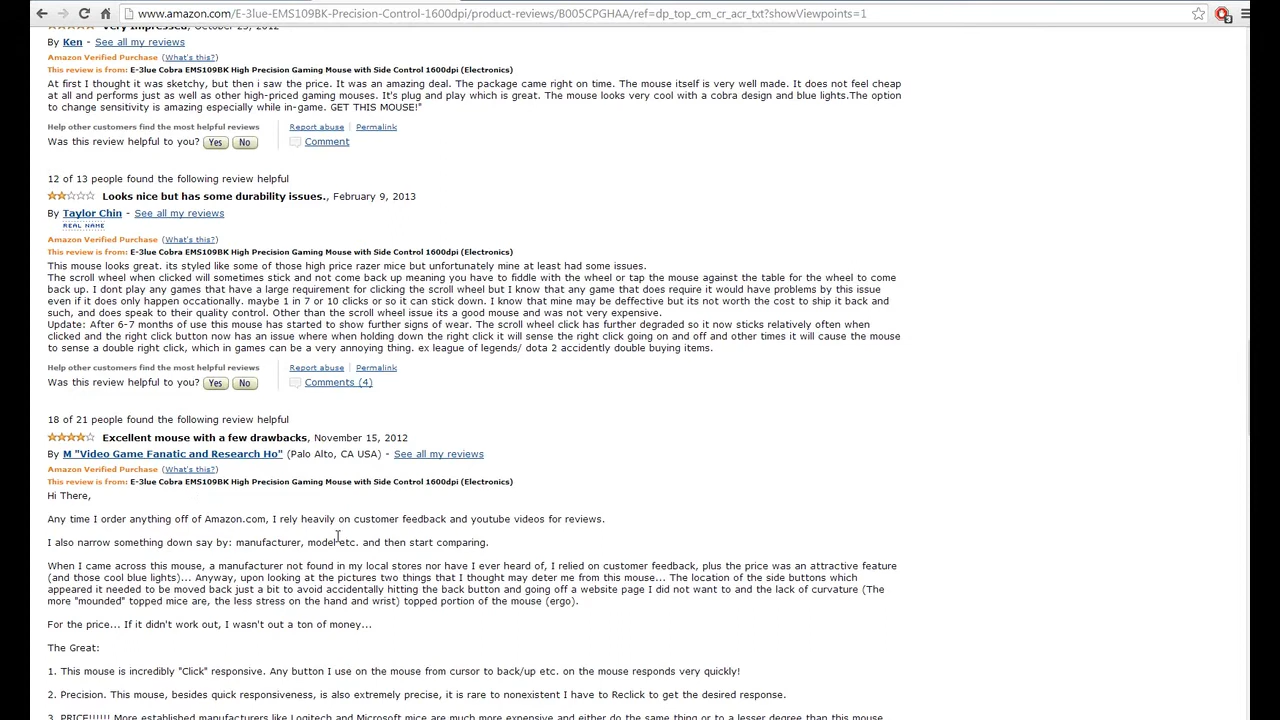 www.amazon.com/E-3lue-EMS109BK-Precision-Control-1600dpi/product-reviews/B005CPGHAA/ref=dp_top_cm_cr_acr_txt?showViewpoints=1
Very Impressed, October 25, 2012
By Ken - See all my reviews
Amazon Verified Purchase (What's this?)
This review is from: E-3lue Cobra EMS109BK High Precision Gaming Mouse with Side Control 1600dpi (Electronics)
At first I thought it was sketchy, but then i saw the price. It was an amazing deal. The package came right on time. The mouse itself is very well made. It does not feel cheap
at all and performs just as well as other high-priced gaming mouses. It's plug and play which is great. The mouse looks very cool with a cobra design and blue lights.The option
to change sensitivity is amazing especially while in-game. GET THIS MOUSE!"
Help other customers find the most helpful reviews
Was this review helpful to you? Yes No
Report abuse | Permalink
Comment
12 of 13 people found the following review helpful
Looks nice but has some durability issues., February 9, 2013
By Taylor Chin - See all my reviews
REAL NAME
Amazon Verified Purchase (What's this?)
This review is from: E-3lue Cobra EMS109BK High Precision Gaming Mouse with Side Control 1600dpi (Electronics)
This mouse looks great. its styled like some of those high price razer mice but unfortunately mine at least had some issues.
The scroll wheel when clicked will sometimes stick and not come back up meaning you have to fiddle with the wheel or tap the mouse against the table for the wheel to come
back up. I dont play any games that have a large requirement for clicking the scroll wheel but I know that any game that does require it would have problems by this issue
even if it does only happen occationally. maybe 1 in 7 or 10 clicks or so it can stick down. I know that mine may be deffective but its not worth the cost to ship it back and
such, and does speak to their quality control. Other than the scroll wheel issue its a good mouse and was not very expensive.
Update: After 6-7 months of use this mouse has started to show further signs of wear. The scroll wheel click has further degraded so it now sticks relatively often when
clicked and the right click button now has an issue where when holding down the right click it will sense the right click going on and off and other times it will cause the mouse
to sense a double right click, which in games can be a very annoying thing. ex league of legends/ dota 2 accidently double buying items.
Help other customers find the most helpful reviews
Was this review helpful to you? Yes No
Report abuse | Permalink
Comments (4)
18 of 21 people found the following review helpful
Excellent mouse with a few drawbacks, November 15, 2012
By M "Video Game Fanatic and Research Ho" (Palo Alto, CA USA) - See all my reviews
Amazon Verified Purchase (What's this?)
This review is from: E-3lue Cobra EMS109BK High Precision Gaming Mouse with Side Control 1600dpi (Electronics)
Hi There,
Any time I order anything off of Amazon.com, I rely heavily on customer feedback and youtube videos for reviews.
I also narrow something down say by: manufacturer, model etc. and then start comparing.
When I came across this mouse, a manufacturer not found in my local stores nor have I ever heard of, I relied on customer feedback, plus the price was an attractive feature
(and those cool blue lights)... Anyway, upon looking at the pictures two things that I thought may deter me from this mouse... The location of the side buttons which
appeared it needed to be moved back just a bit to avoid accidentally hitting the back button and going off a website page I did not want to and the lack of curvature (The
more "mounded" topped mice are, the less stress on the hand and wrist) topped portion of the mouse (ergo).
For the price... If it didn't work out, I wasn't out a ton of money...
The Great:
1. This mouse is incredibly "Click" responsive. Any button I use on the mouse from cursor to back/up etc. on the mouse responds very quickly!
2. Precision. This mouse, besides quick responsiveness, is also extremely precise, it is rare to nonexistent I have to Reclick to get the desired response.
3. PRICE!!!!!! More established manufacturers like Logitech and Microsoft mice are much more expensive and either do the same thing or to a lesser degree than this mouse